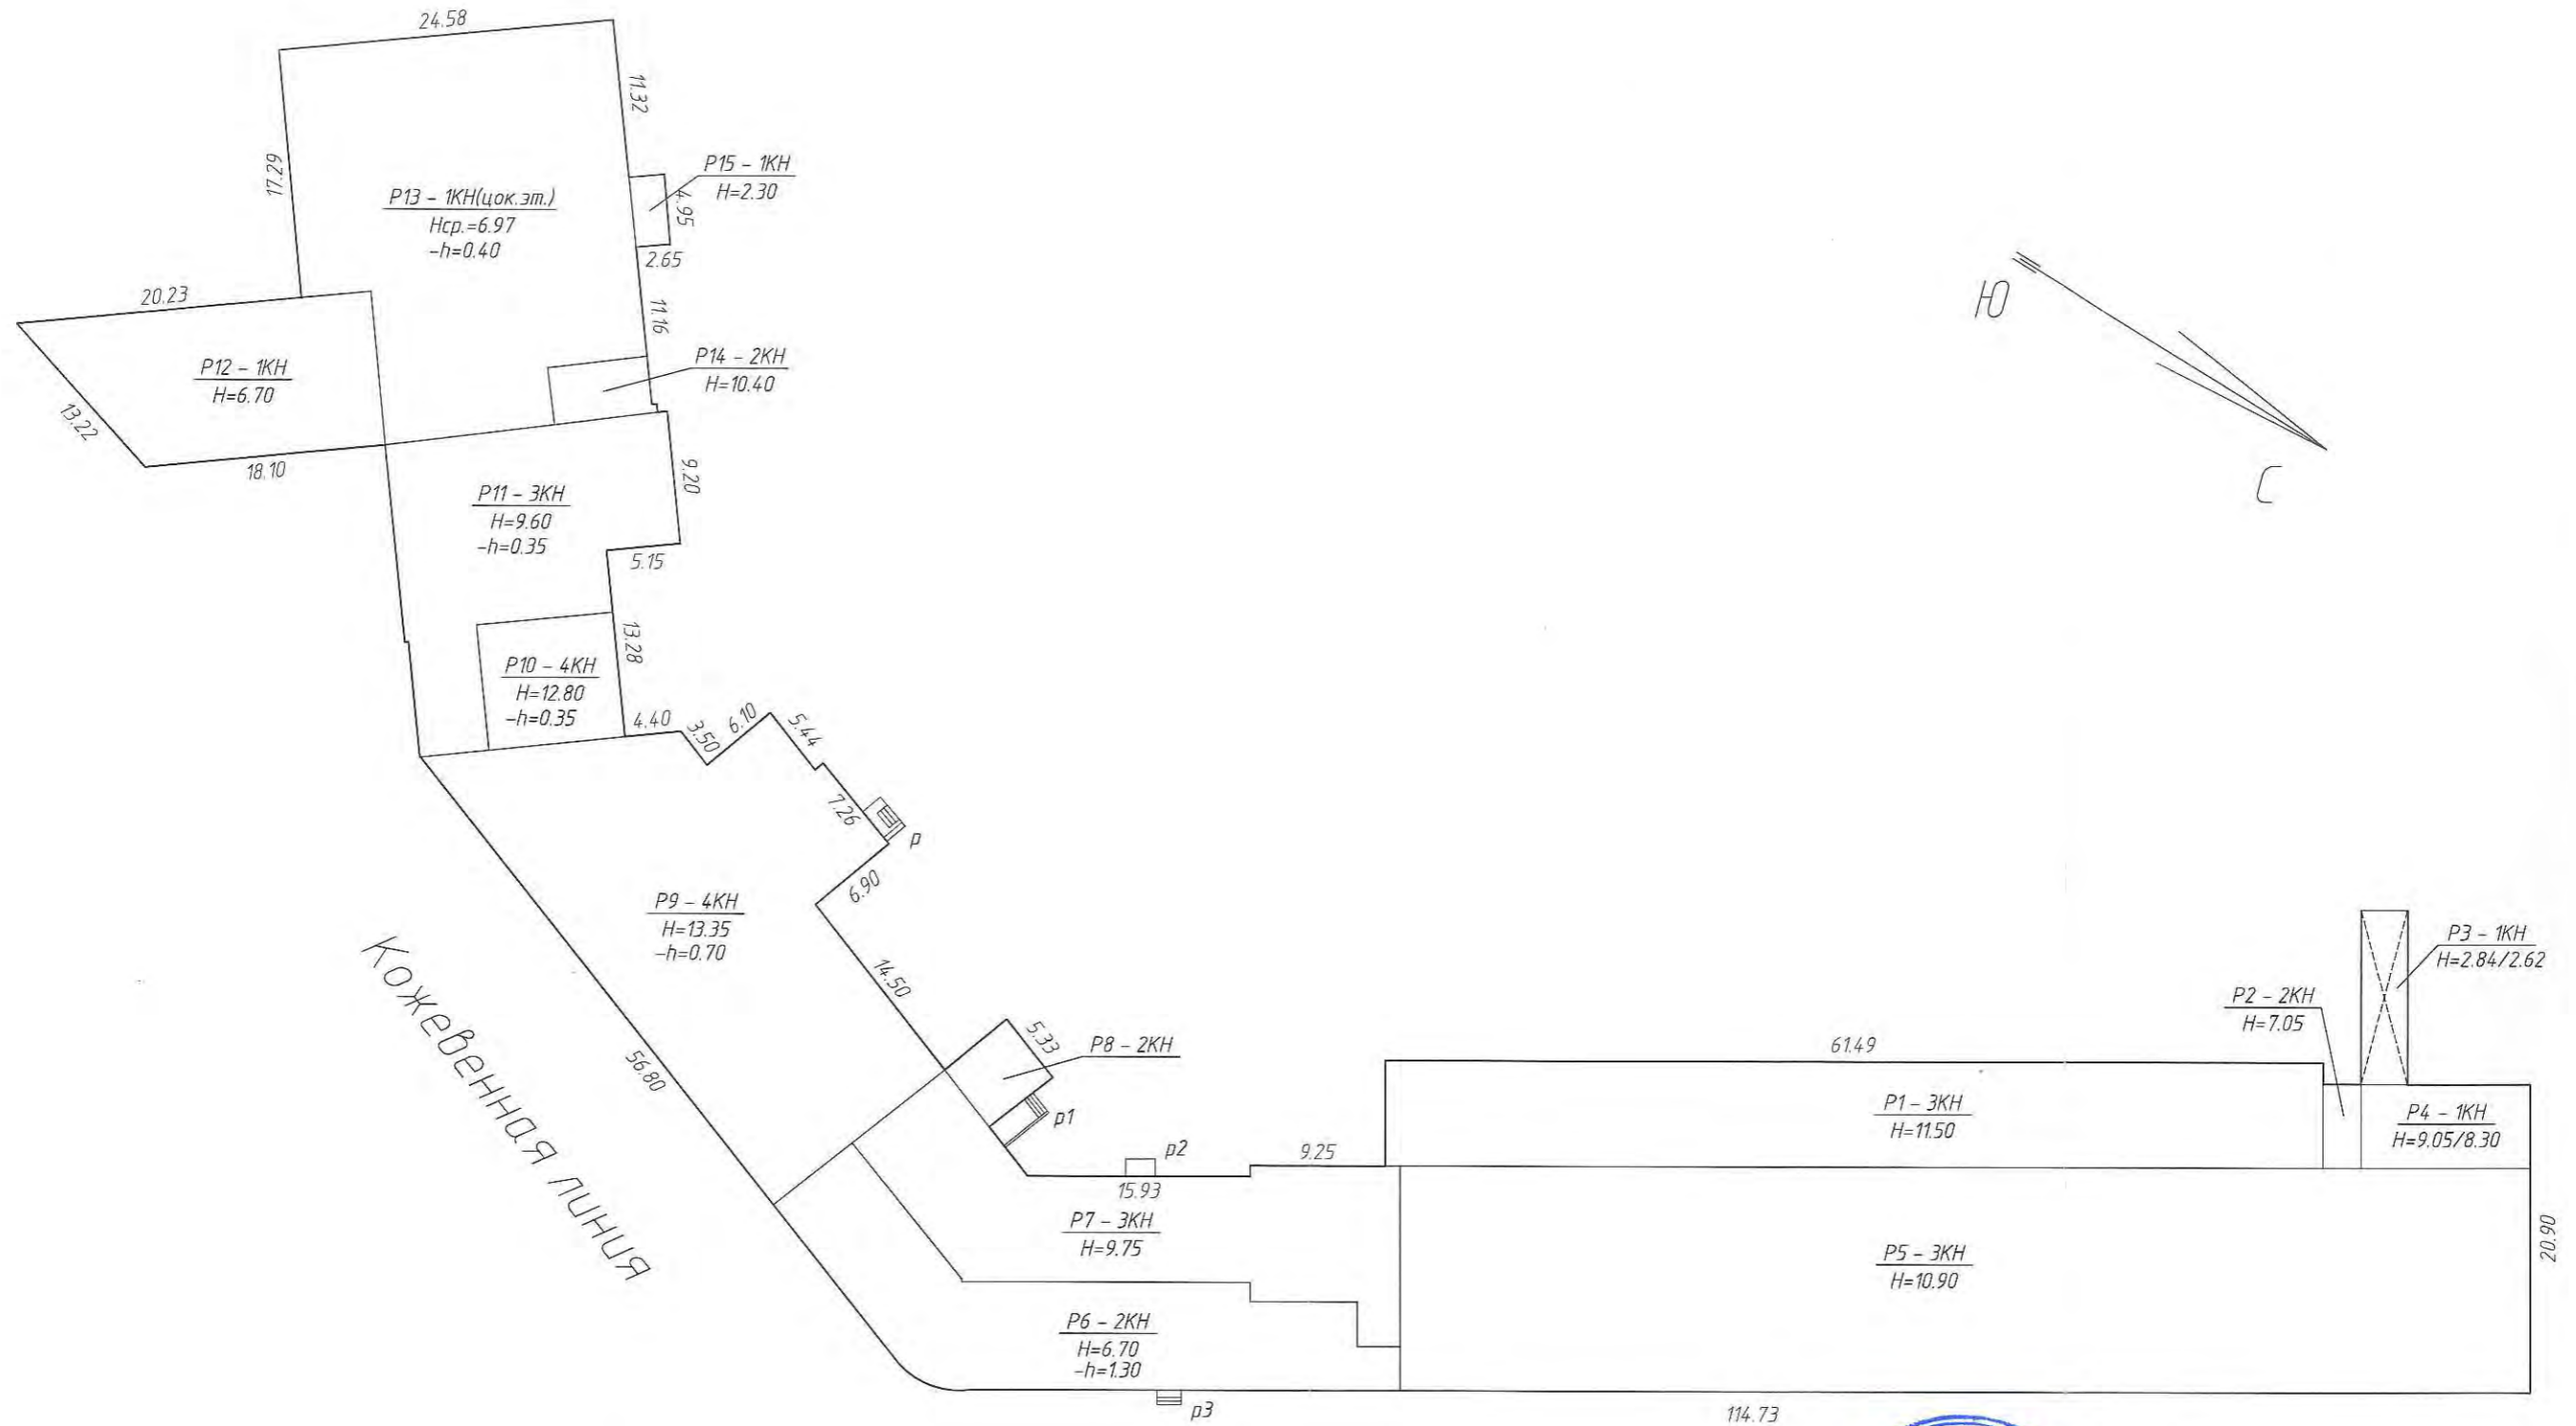 24.58
11.32
17.29
Р13 - 1КН(цок.эт.)
Нср.=6.97
-h=0.40
Р15 - 1КН
Н=2.30
4.95
2.65
11.16
20.23
Р12 - 1КН
Н=6.70
13.22
18.10
Р14 - 2КН
Н=10.40
Р11 - 3КН
Н=9.60
-h=0.35
9.20
5.15
13.28
Р10 - 4КН
Н=12.80
-h=0.35
4.40
3.50
6.10
5.44
7.26
р
6.90
Р9 - 4КН
Н=13.35
-h=0.70
14.50
56.80
Кожевенная линия
5.33
Р8 - 2КН
р1
р2
15.93
9.25
Р7 - 3КН
Н=9.75
Р6 - 2КН
Н=6.70
-h=1.30
р3
61.49
Р1 - 3КН
Н=11.50
Р2 - 2КН
Н=7.05
Р3 - 1КН
Н=2.84/2.62
Р4 - 1КН
Н=9.05/8.30
Р5 - 3КН
Н=10.90
20.90
114.73
Ю
С